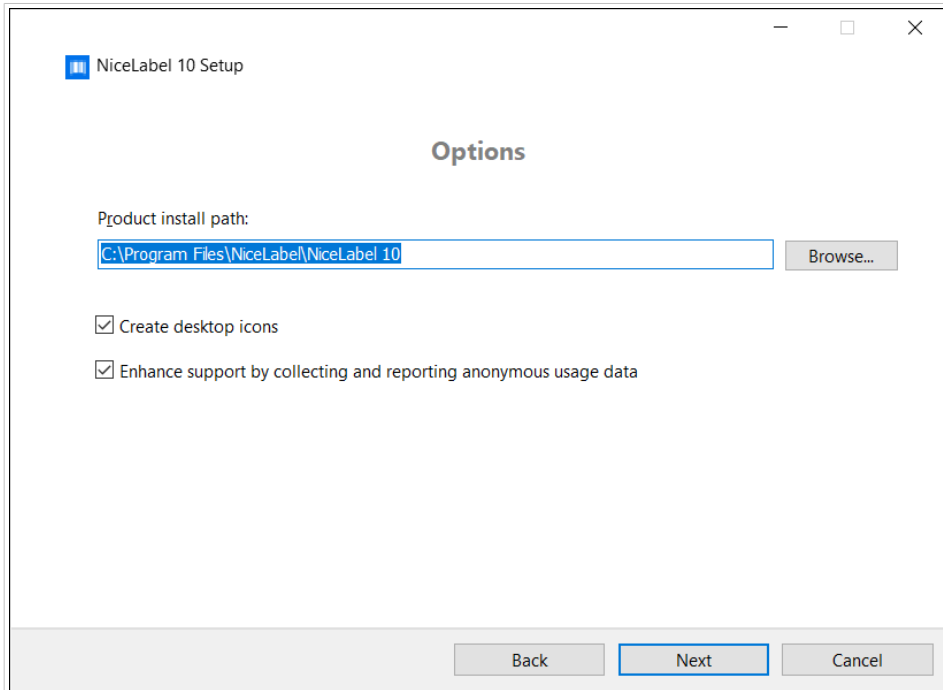 NiceLabel 10 Setup
Options
Product install path:
C:\Program Files\NiceLabel\NiceLabel 10
Browse...
Create desktop icons
Enhance support by collecting and reporting anonymous usage data
Back
Next
Cancel